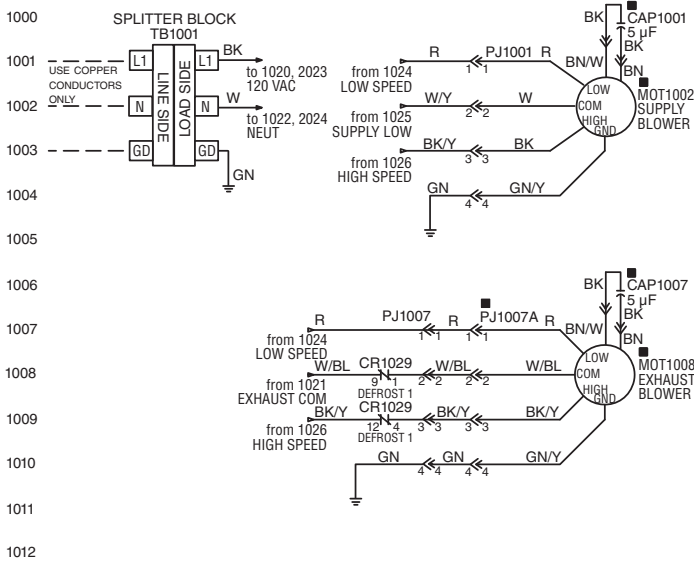 1000
SPLITTER BLOCK
TB1001
BK
CAP1001
5 µF
BK
BN/W
BN
1001
L1
L1
BK
to 1020, 2023
120 VAC
USE COPPER
CONDUCTORS
ONLY
LINE SIDE
LOAD SIDE
R
PJ1001
R
1
1
from 1024
LOW SPEED
LOW
COM
HIGH
GND
MOT1002
SUPPLY
BLOWER
1002
N
N
W
to 1022, 2024
NEUT
W/Y
W
2
2
from 1025
SUPPLY LOW
1003
GD
GD
GN
BK/Y
BK
3
3
from 1026
HIGH SPEED
1004
GN
GN/Y
4
4
1005
1006
BK
CAP1007
5 µF
BK
BN/W
BN
1007
R
PJ1007
R
PJ1007A
R
1
1
1
1
from 1024
LOW SPEED
LOW
COM
HIGH
GND
MOT1008
EXHAUST
BLOWER
1008
W/BL
CR1029
W/BL
W/BL
9
1
2
2
2
2
DEFROST 1
from 1021
EXHAUST COM
1009
BK/Y
CR1029
BK/Y
BK/Y
12
4
3
3
3
3
DEFROST 1
from 1026
HIGH SPEED
1010
GN
GN
GN/Y
4
4
4
4
1011
1012